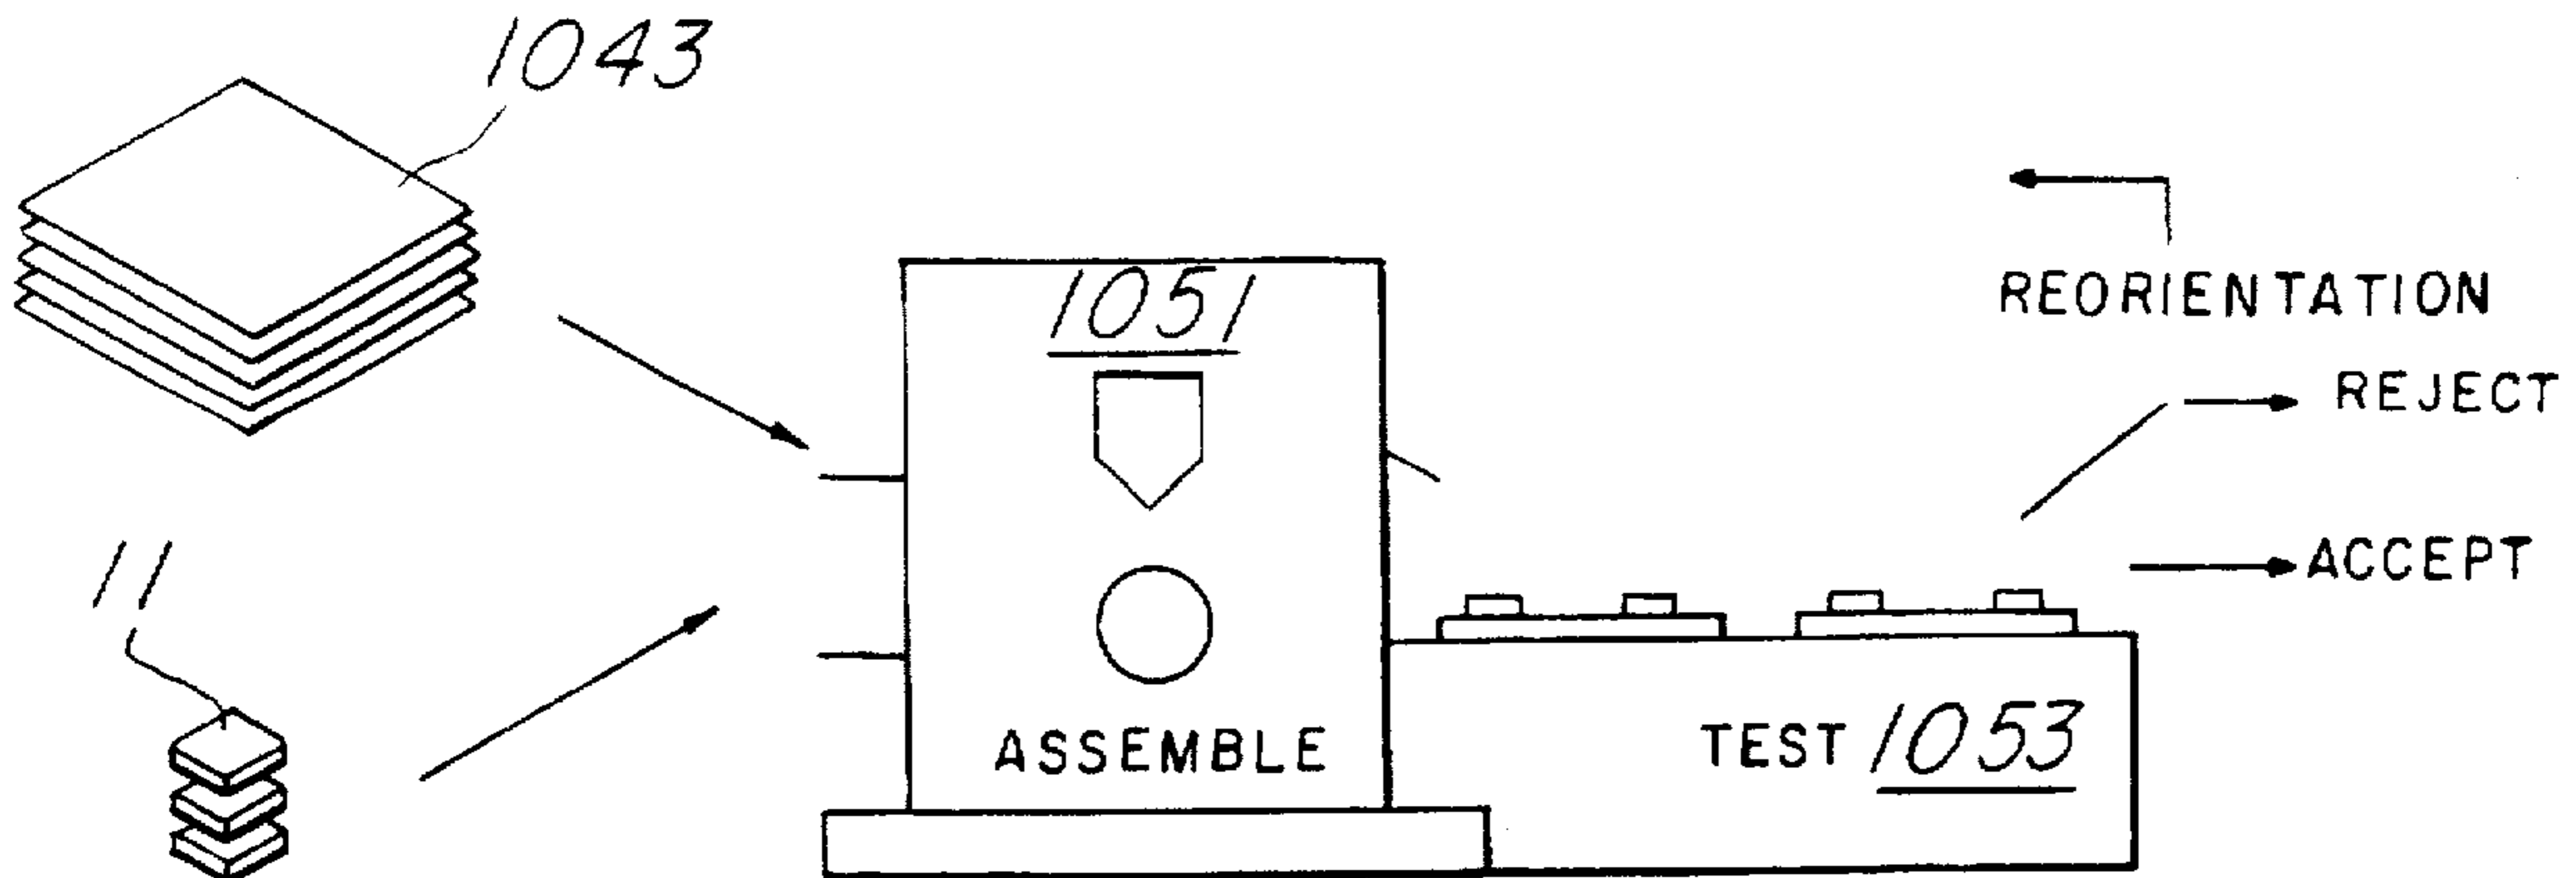 1043
1051
REORIENTATION
REJECT
11
ACCEPT
ASSEMBLE
TEST 1053